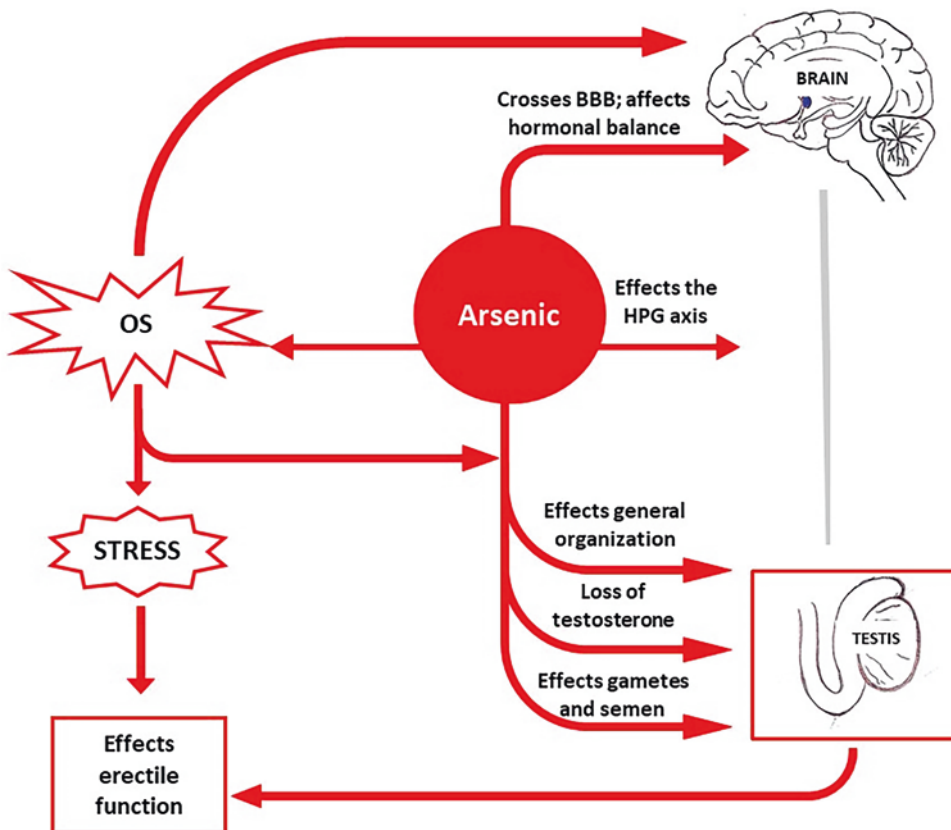 BRAIN
Crosses BBB; affects
hormonal balance
OS
Arsenic
Effects the
HPG axis
Effects general
organization
STRESS
Loss of
testosterone
TESTIS
Effects gametes
and semen
Effects
erectile
function